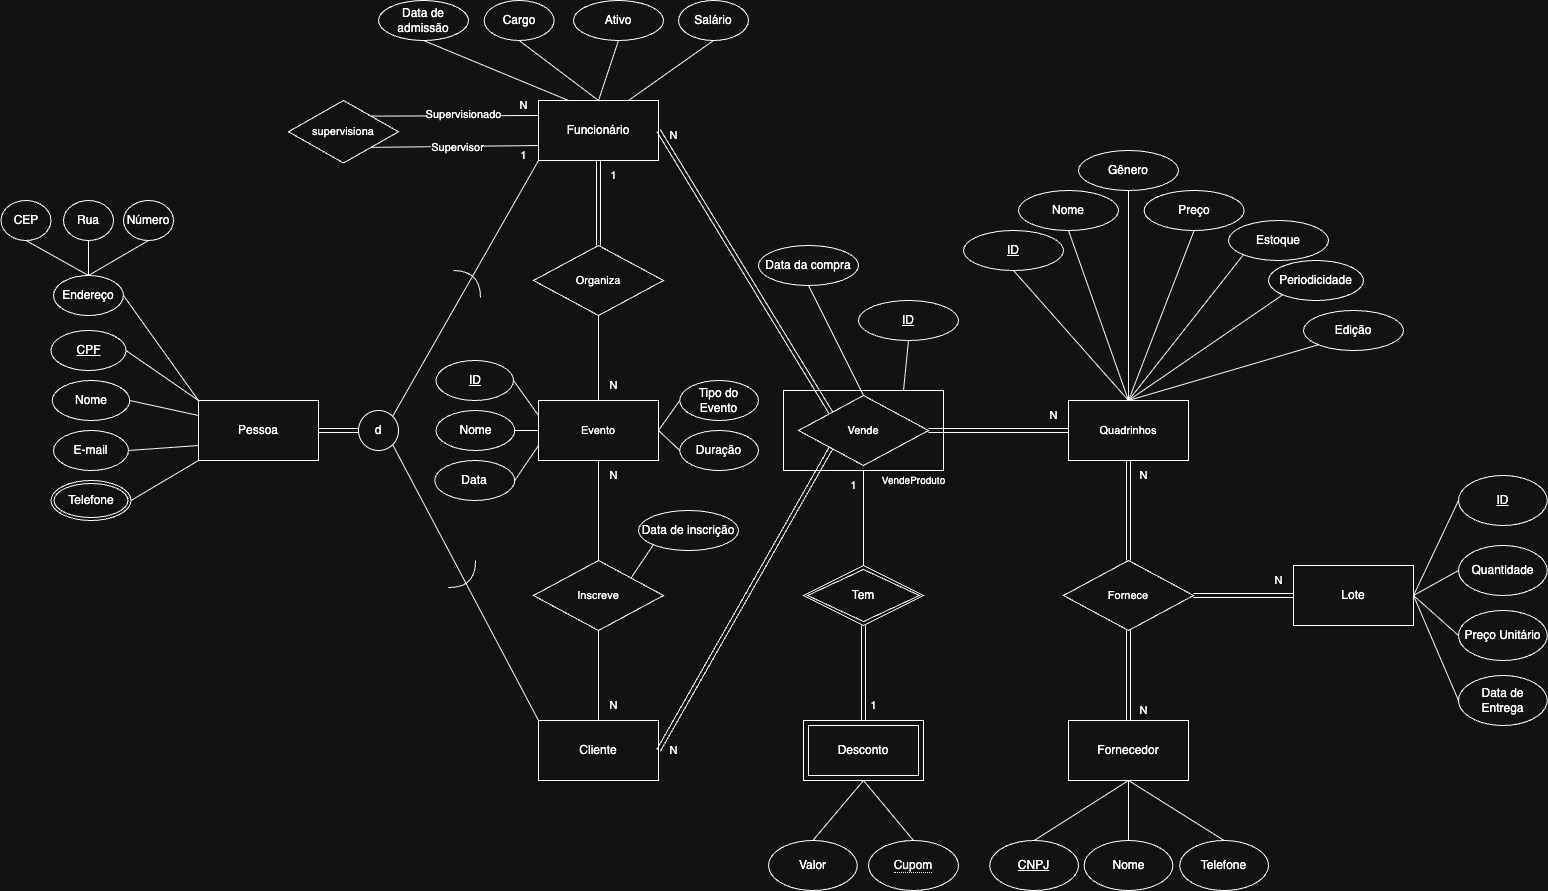 Data de
admissão
Cargo
Ativo
Salário
Supervisionado
N
Funcionário
N
supervisiona
Supervisor
1
1
Gênero
CEP
Rua
Número
Nome
Preço
Estoque
ID
Data da compra
Organiza
Periodicidade
Endereço
ID
Edição
CPF
ID
N
Tipo do
Evento
Nome
Pessoa
d
Nome
Evento
Vende
N
Quadrinhos
E-mail
Duração
Data
N
1
VendeProduto
N
Telefone
ID
Data de inscrição
Quantidade
N
Inscreve
Tem
Fornece
Lote
Preço Unitário
Data de
Entrega
N
1
N
Cliente
N
Desconto
Fornecedor
Valor
Cupom
CNPJ
Nome
Telefone